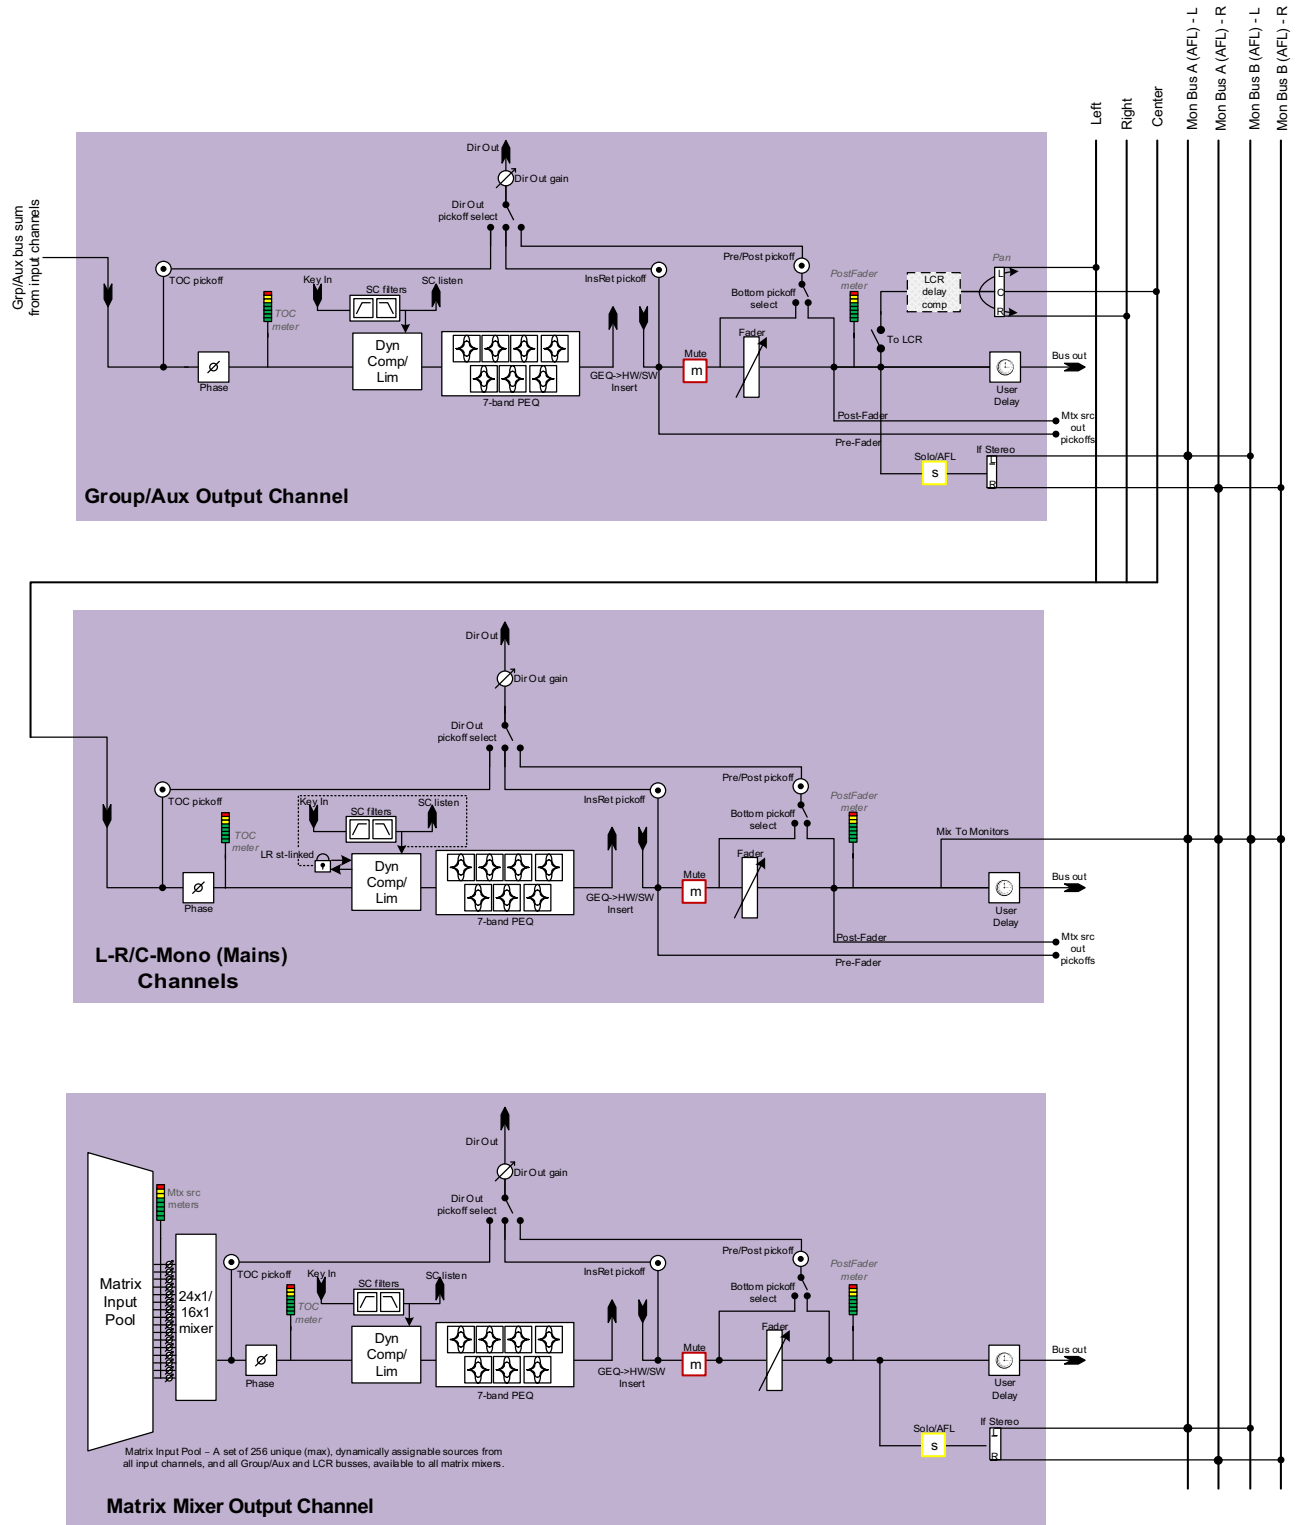 Left
Right
Center
Mon Bus A (AFL) - L
Mon Bus A (AFL) - R
Mon Bus B (AFL) - L
Mon Bus B (AFL) - R
Grp/Aux bus sum
from input channels
Dir Out
Dir Out gain
Dir Out
pickoff select
TOC pickoff
Key In
SC filters
SC listen
InsRet pickoff
Pre/Post pickoff
Bottom pickoff
select
PostFader
meter
LCR
delay
comp
Pan
L
C
R
TOC
meter
To LCR
Phase
Dyn
Comp/
Lim
7-band PEQ
GEQ->HW/SW
Insert
Mute
m
Fader
User
Delay
Bus out
Post-Fader
Pre-Fader
Mtx src
out
pickoffs
Solo/AFL
S
If Stereo
L
R
Group/Aux Output Channel
Dir Out
Dir Out gain
Dir Out
pickoff select
TOC pickoff
Key In
SC filters
SC listen
InsRet pickoff
Pre/Post pickoff
Bottom pickoff
select
PostFader
meter
TOC
meter
LR st-linked
Mix To Monitors
Phase
Dyn
Comp/
Lim
7-band PEQ
GEQ->HW/SW
Insert
Mute
m
Fader
User
Delay
Bus out
Post-Fader
Pre-Fader
Mtx src
out
pickoffs
L-R/C-Mono (Mains)
Channels
Dir Out
Dir Out gain
Dir Out
pickoff select
Mtx src
meters
Matrix
Input
Pool
24x1/
16x1
mixer
TOC pickoff
Key In
SC filters
SC listen
InsRet pickoff
Pre/Post pickoff
Bottom pickoff
select
PostFader
meter
TOC
meter
Phase
Dyn
Comp/
Lim
7-band PEQ
GEQ->HW/SW
Insert
Mute
m
Fader
User
Delay
Bus out
Solo/AFL
S
If Stereo
L
R
Matrix Input Pool – A set of 256 unique (max), dynamically assignable sources from
all input channels, and all Group/Aux and LCR busses, available to all matrix mixers.
Matrix Mixer Output Channel